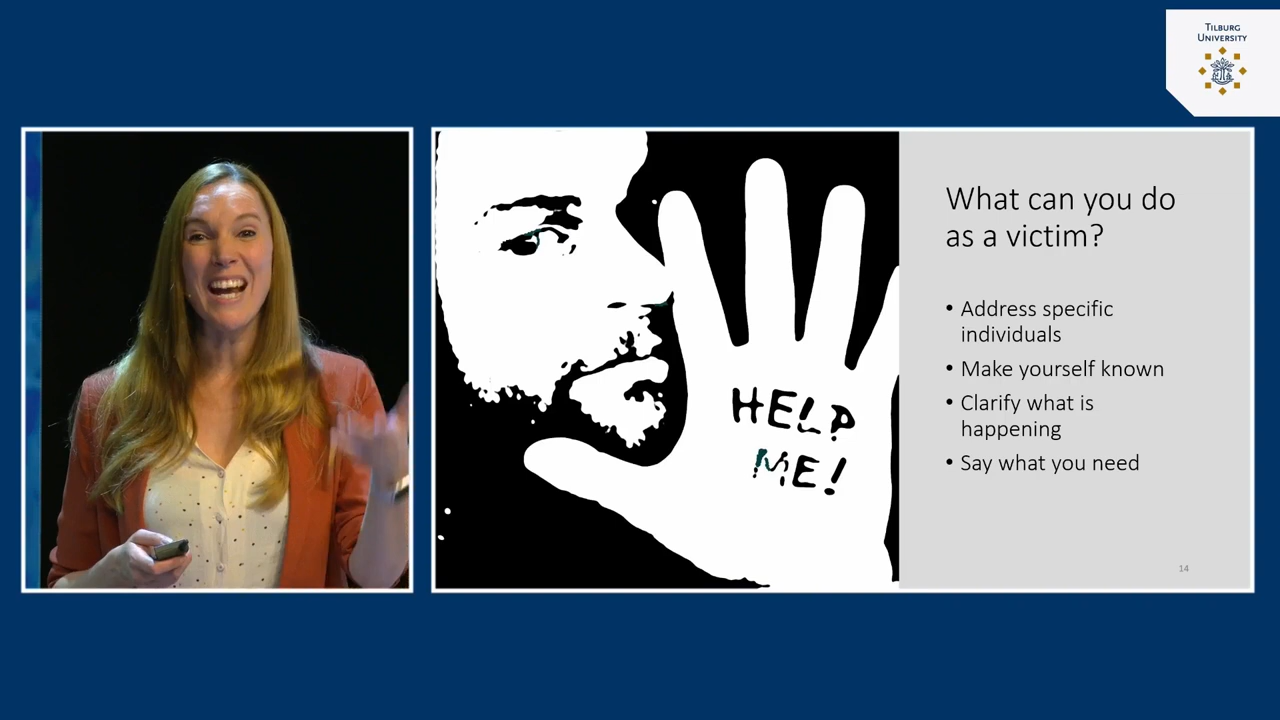 TILBURG
UNIVERSITY
HELP
ME!
What can you do
as a victim?
• Address specific
individuals
• Make yourself known
• Clarify what is
happening
• Say what you need
14